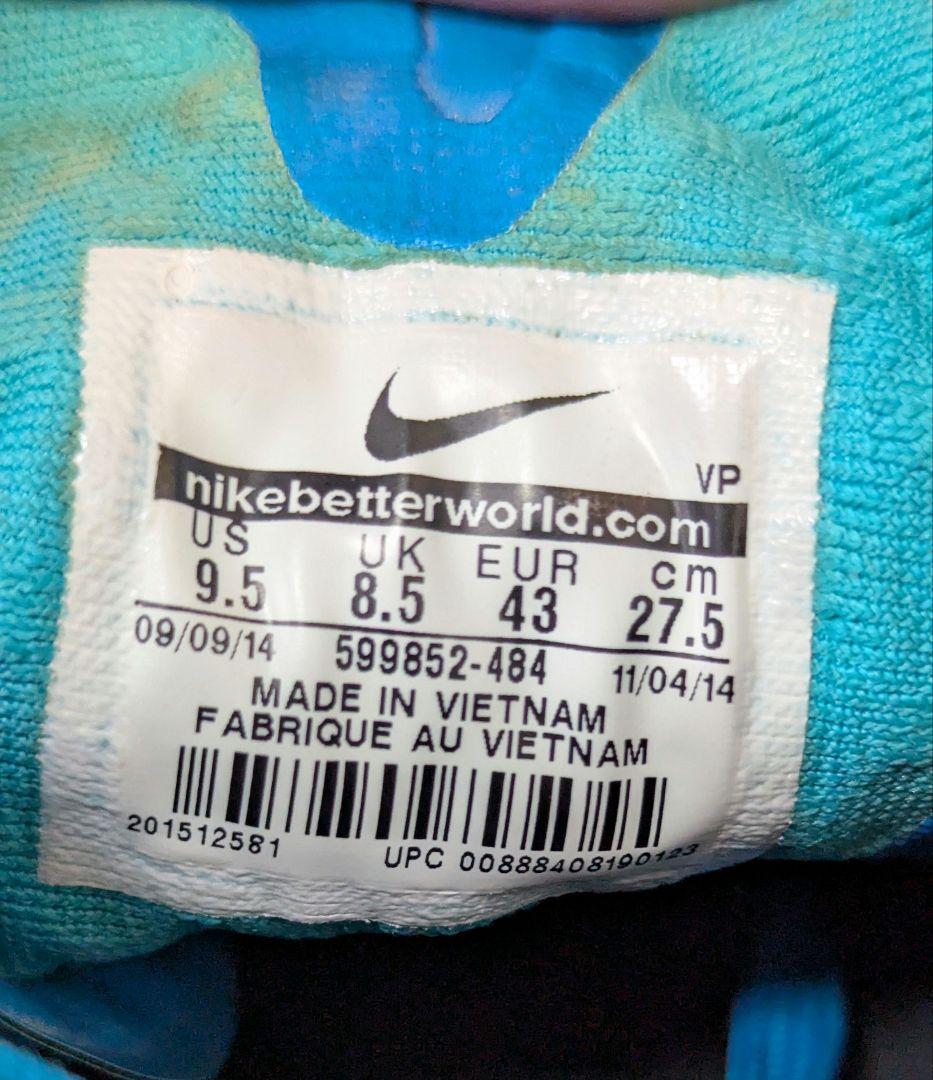 VP
nikebetterworld.com
US UK EUR cm
9.5 8.5 43 27.5
09/09/14 599852-484 11/04/14
MADE IN VIETNAM
FABRIQUE AU VIETNAM
201512581 UPC 00888408190123